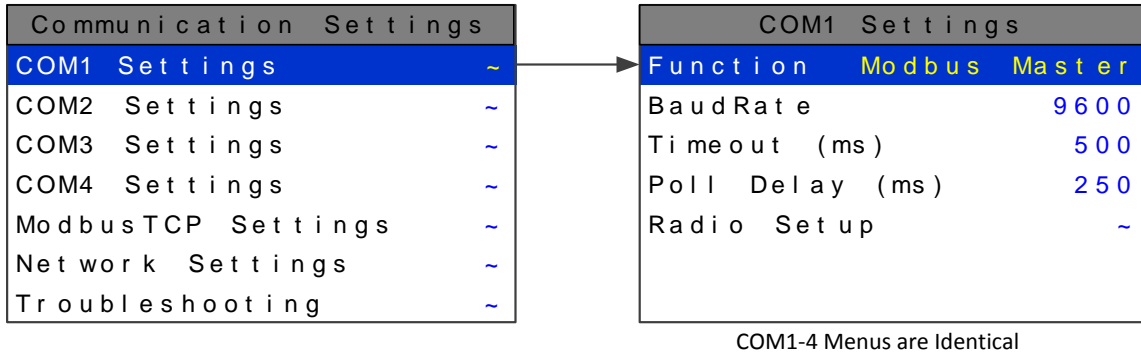 Communication Settings
COM1 Settings ~
COM2 Settings ~
COM3 Settings ~
COM4 Settings ~
ModbusTCP Settings ~
Network Settings ~
Troubleshooting ~
COM1 Settings
Function Modbus Master
BaudRate 9600
Timeout (ms) 500
Poll Delay (ms) 250
Radio Setup ~
COM1-4 Menus are Identical